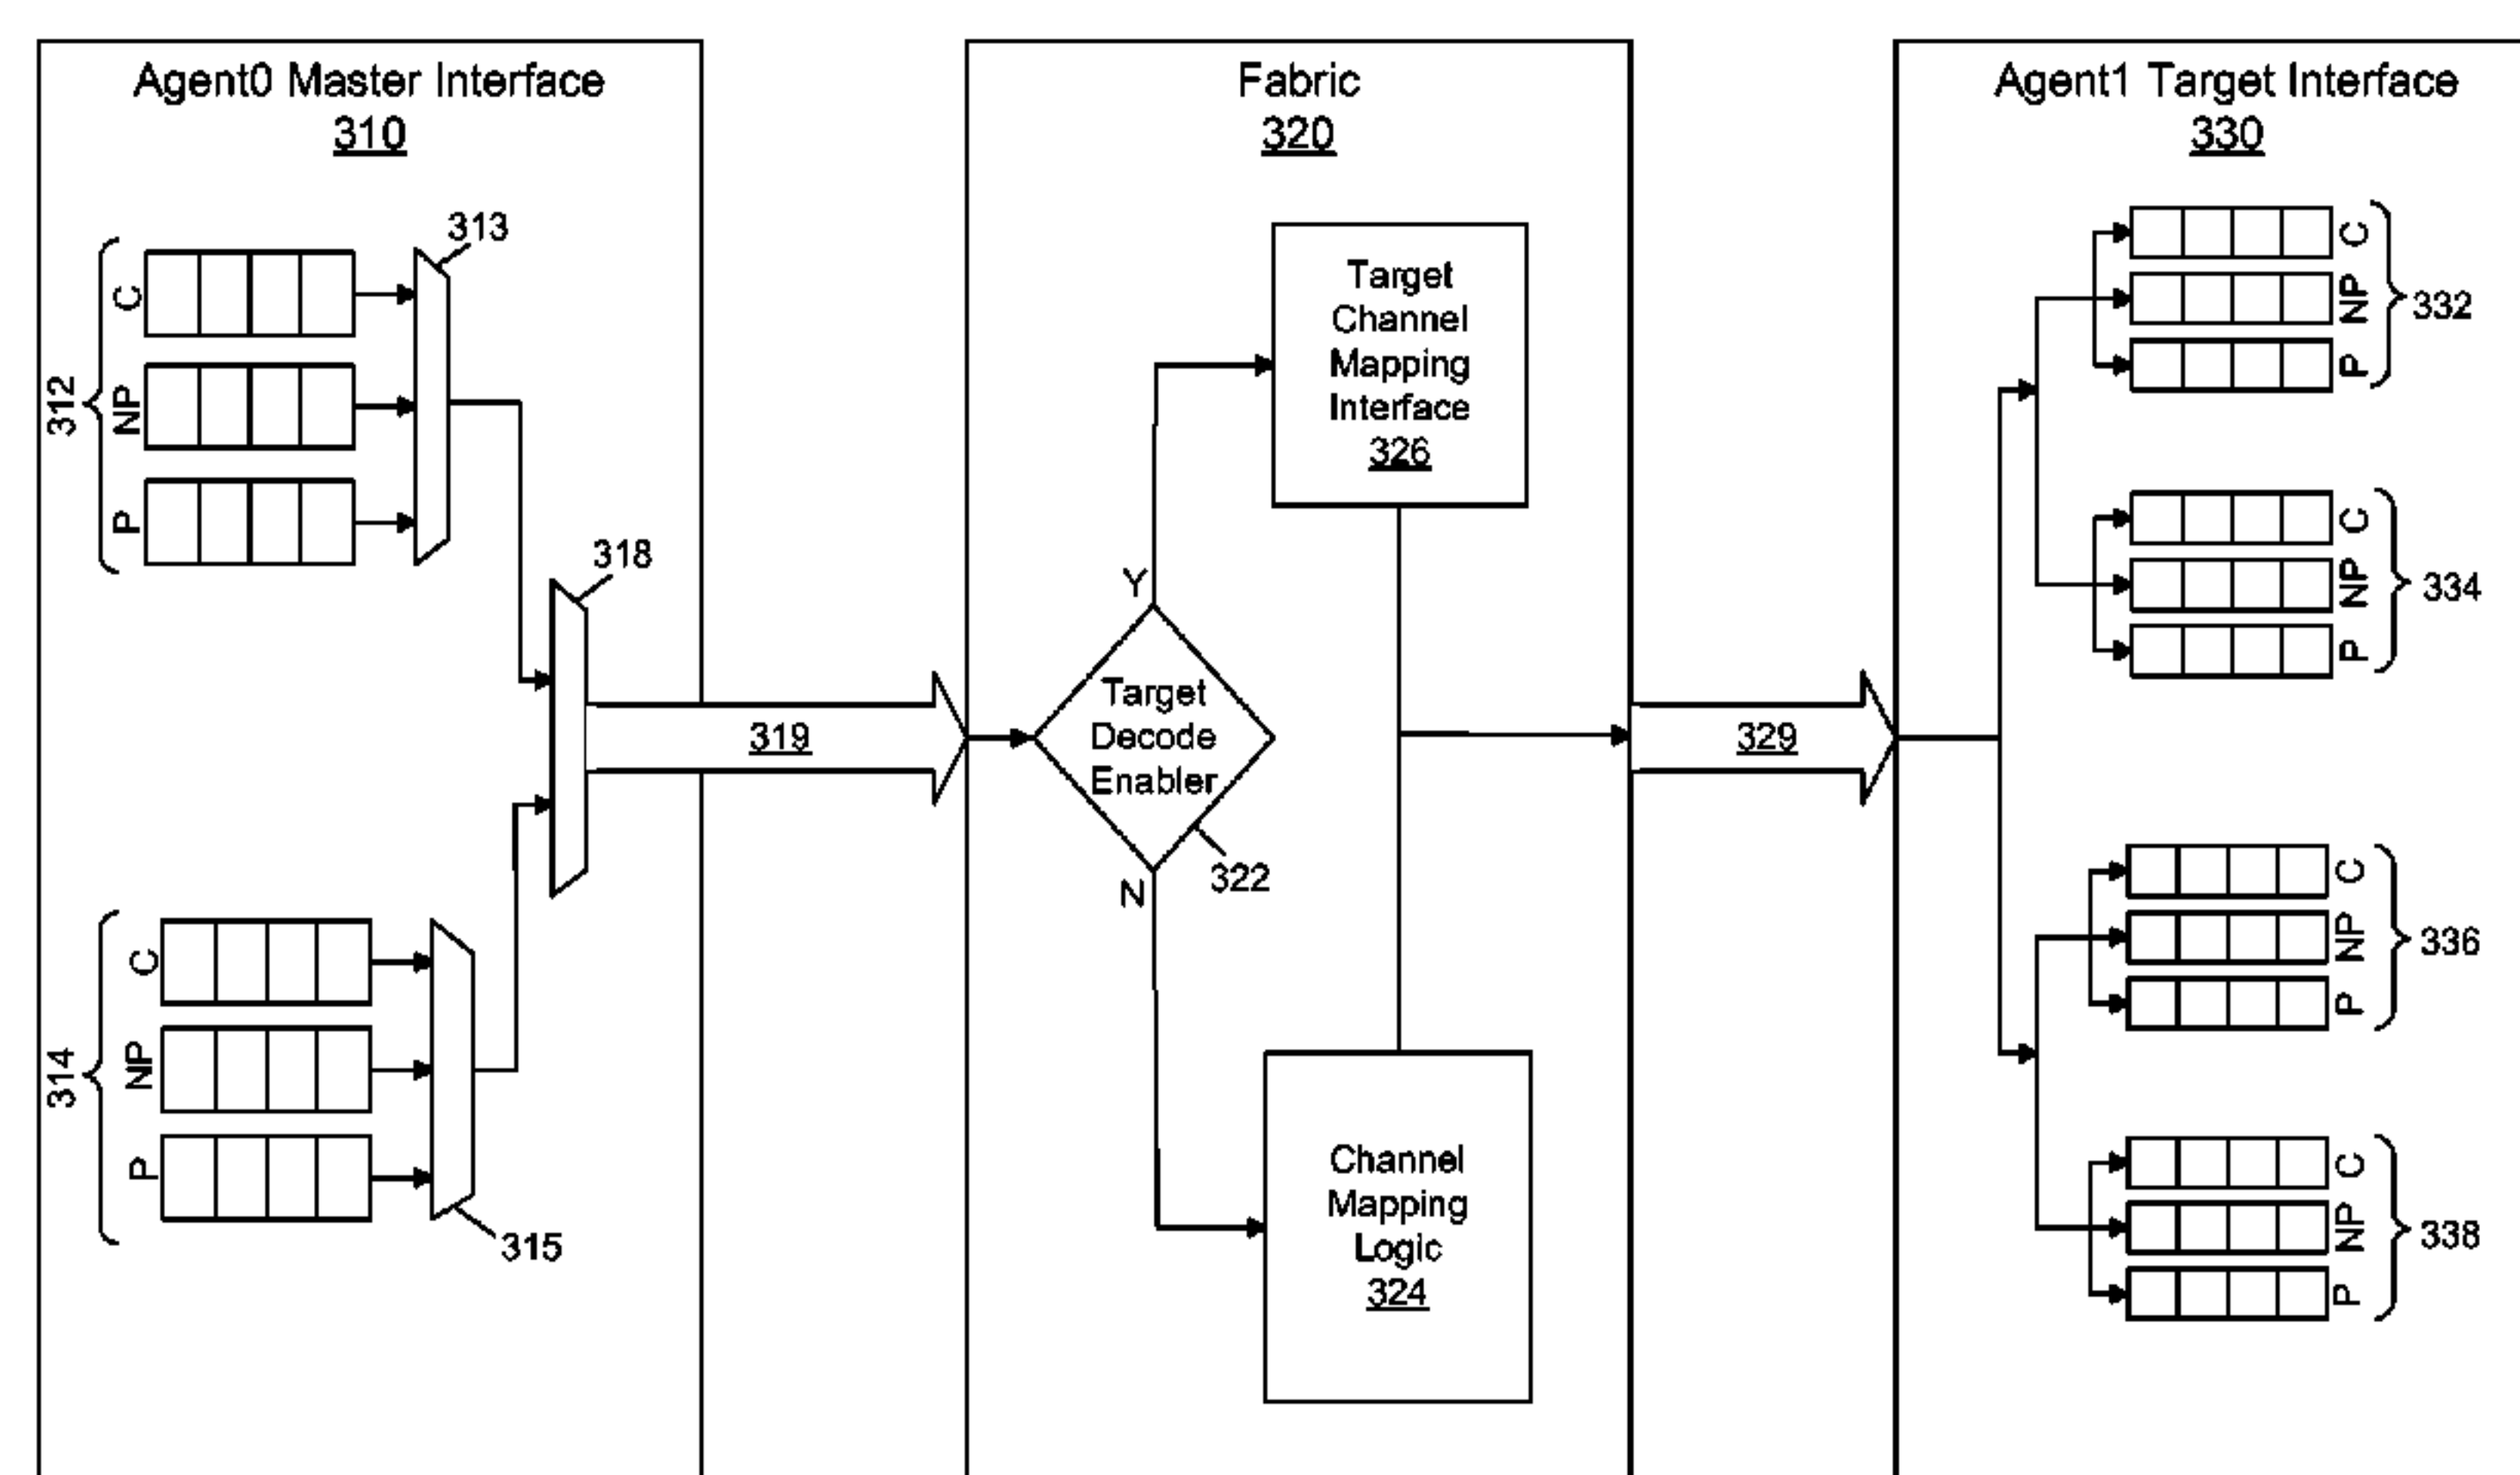 Agent0 Master Interface
310
312
C
NP
P
313
318
319
314
C
NP
P
315
Fabric
320
Target
Channel
Mapping
Interface
326
Y
Target
Decode
Enabler
322
N
Channel
Mapping
Logic
324
329
Agent1 Target Interface
330
C
NP
P
332
C
NP
P
334
C
NP
P
336
C
NP
P
338